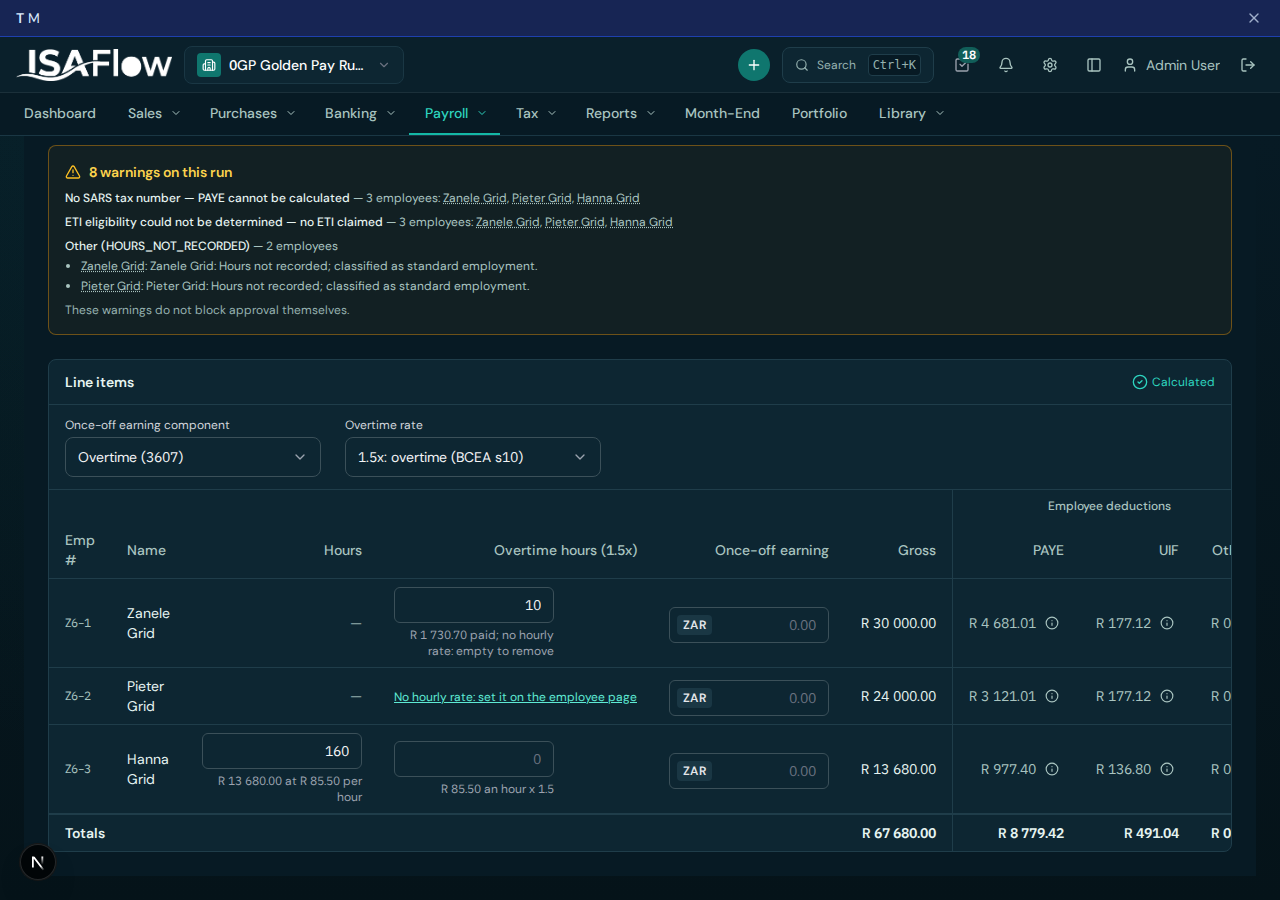 T M
ISAFlow
0GP Golden Pay Ru...
Search Ctrl+K
18
Admin User
Dashboard Sales Purchases Banking Payroll Tax Reports Month-End Portfolio Library
8 warnings on this run
No SARS tax number — PAYE cannot be calculated — 3 employees: Zanele Grid, Pieter Grid, Hanna Grid
ETI eligibility could not be determined — no ETI claimed — 3 employees: Zanele Grid, Pieter Grid, Hanna Grid
Other (HOURS_NOT_RECORDED) — 2 employees
• Zanele Grid: Zanele Grid: Hours not recorded; classified as standard employment.
• Pieter Grid: Pieter Grid: Hours not recorded; classified as standard employment.
These warnings do not block approval themselves.
Line items
Calculated
Once-off earning component Overtime rate
Overtime (3607) 1.5x: overtime (BCEA s10)
Employee deductions
Emp
# Name Hours Overtime hours (1.5x) Once-off earning Gross PAYE UIF
Z6-1 Zanele
Grid — 10 ZAR 0.00 R 30 000.00 R 4 681.01 R 177.12 R 0
R 1 730.70 paid; no hourly
rate: empty to remove
Z6-2 Pieter
Grid — No hourly rate: set it on the employee page ZAR 0.00 R 24 000.00 R 3 121.01 R 177.12 R 0
Z6-3 Hanna
Grid 160 0 ZAR 0.00 R 13 680.00 R 977.40 R 136.80 R 0
R 13 680.00 at R 85.50 per
hour
R 85.50 an hour x 1.5
Totals R 67 680.00 R 8 779.42 R 491.04 R 0
N